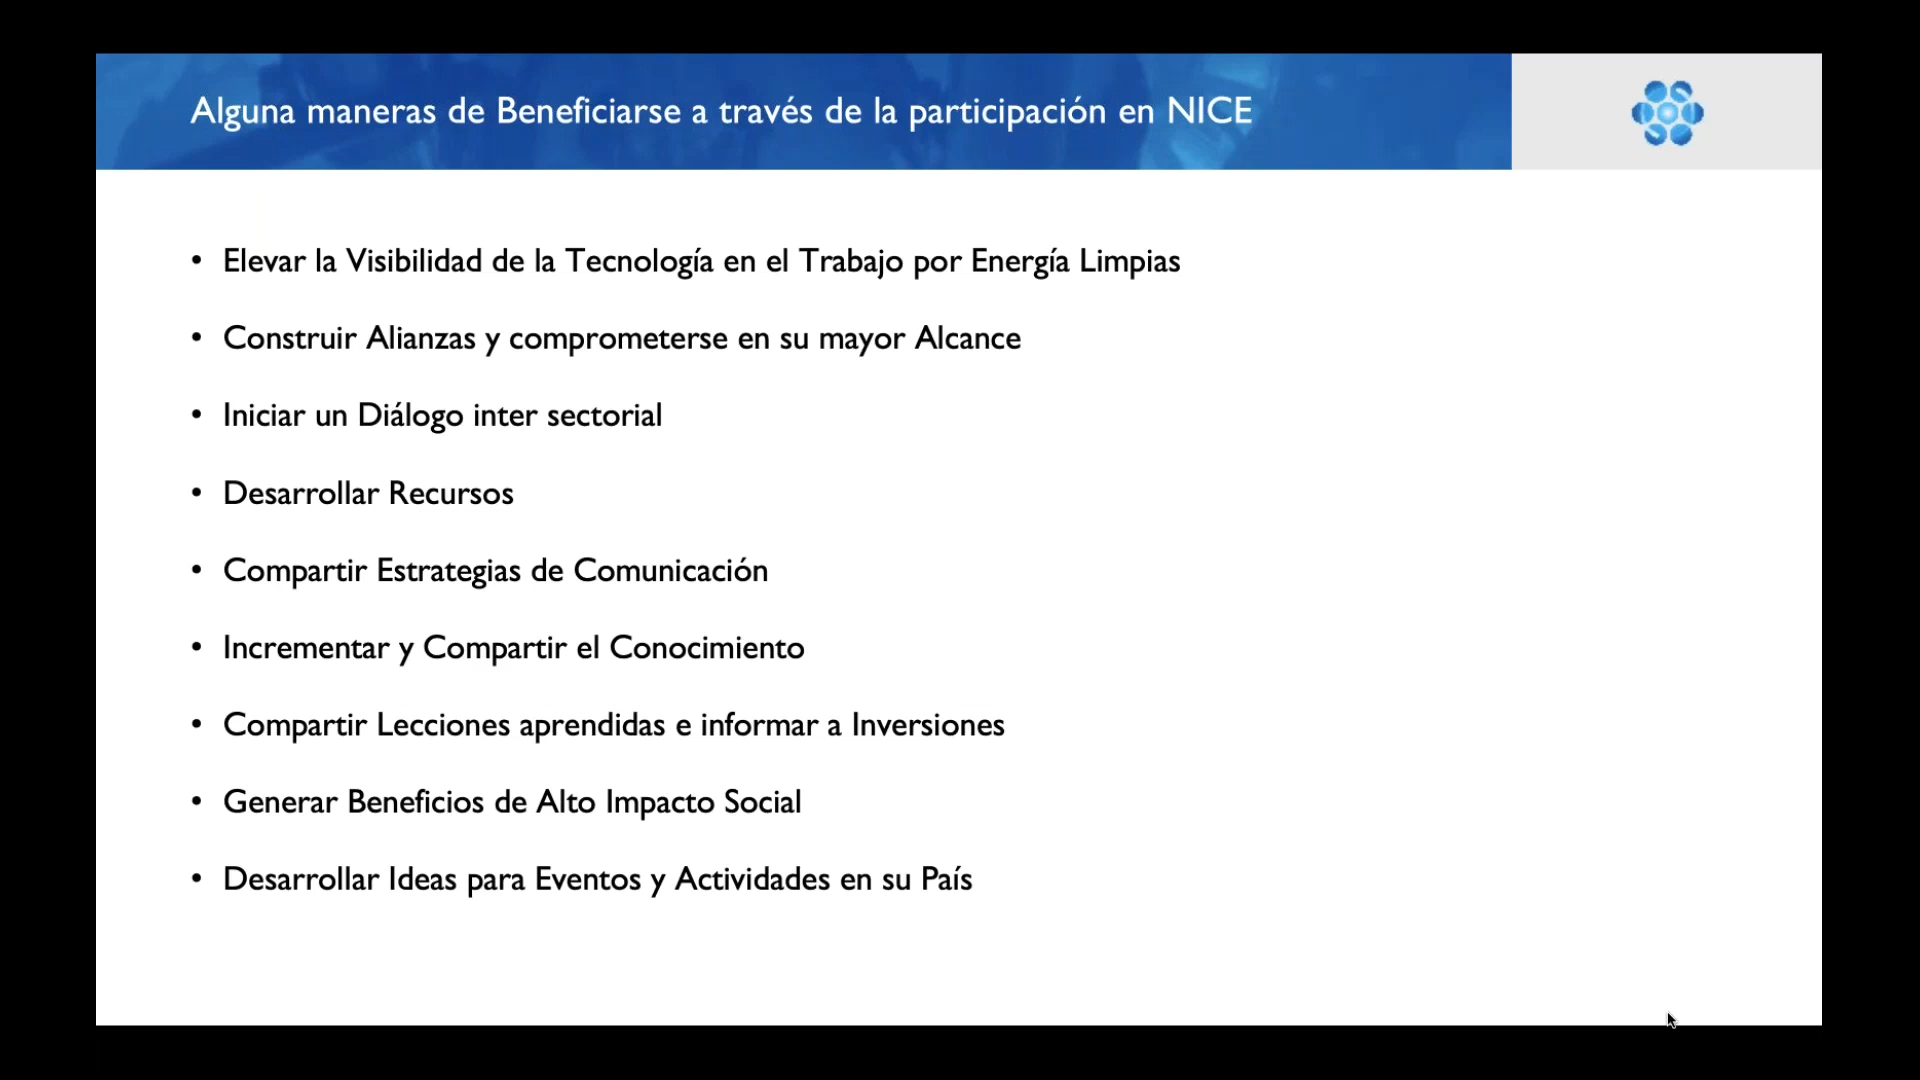 Alguna maneras de Beneficiarse a través de la participación en NICE
• Elevar la Visibilidad de la Tecnología en el Trabajo por Energía Limpias
• Construir Alianzas y comprometerse en su mayor Alcance
• Iniciar un Diálogo inter sectorial
• Desarrollar Recursos
• Compartir Estrategias de Comunicación
• Incrementar y Compartir el Conocimiento
• Compartir Lecciones aprendidas e informar a Inversiones
• Generar Beneficios de Alto Impacto Social
• Desarrollar Ideas para Eventos y Actividades en su País